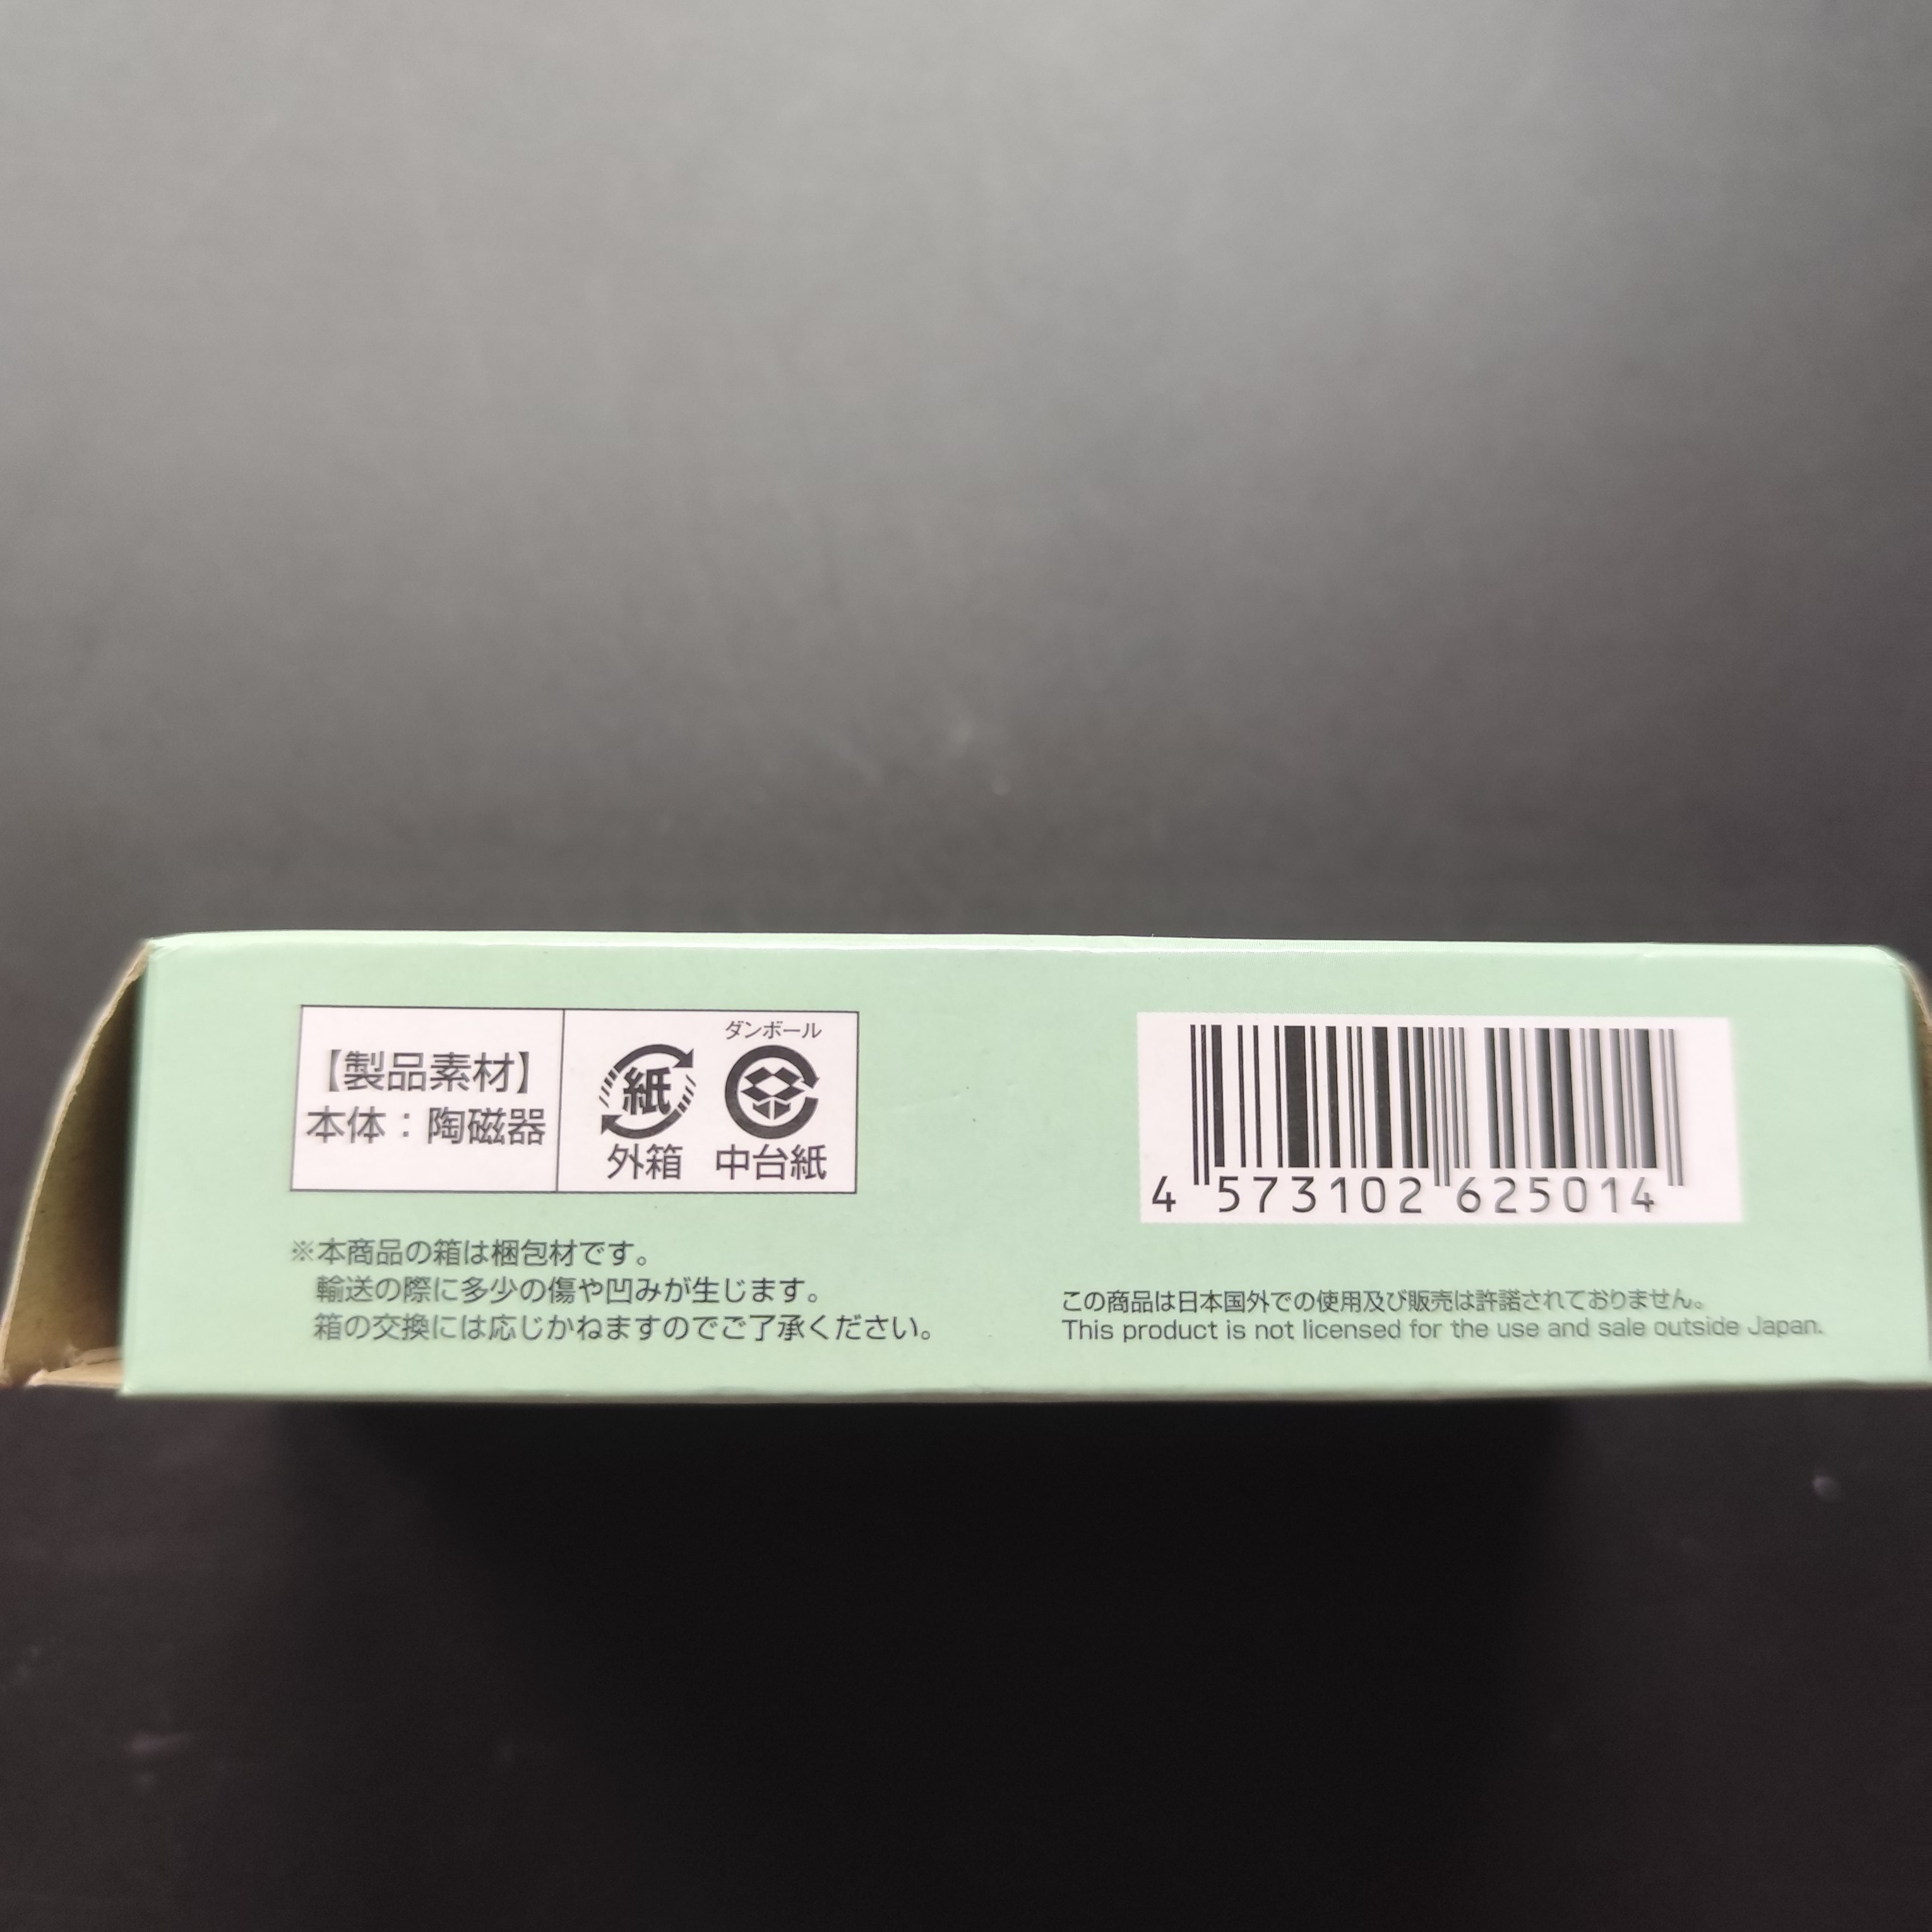 【製品素材】
本体：陶磁器
紙
外箱
ダンボール
中台紙
※本商品の箱は梱包材です。
輸送の際に多少の傷や凹みが生じます。
箱の交換には応じかねますのでご了承ください。
4 573102 625014
この商品は日本国外での使用及び販売は許諾されておりません。
This product is not licensed for the use and sale outside Japan.